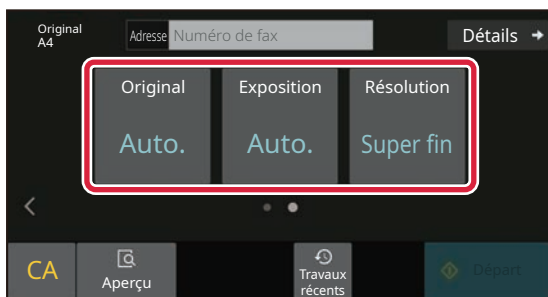 Original
A4
Adresse Numéro de fax
Détails
Original Exposition Résolution
Auto. Auto. Super fin
CA
Aperçu
Travaux
récents
Départ